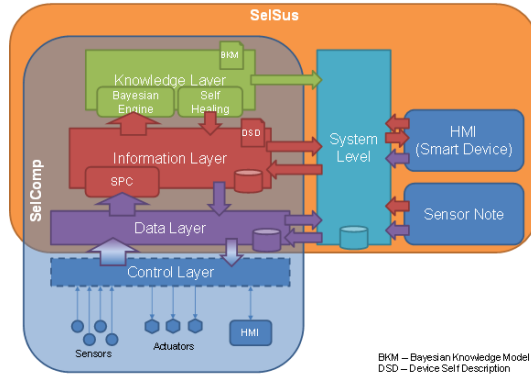 SelSus
BKM
Knowledge Layer
Bayesian
Engine
Self
Healing
System
Level
DSD
HMI
(Smart Device)
Information Layer
SPC
SelComp
Sensor Note
Data Layer
Control Layer
HMI
Sensors
Actuators
BKM – Bayesian Knowledge Model
DSD – Device Self Description